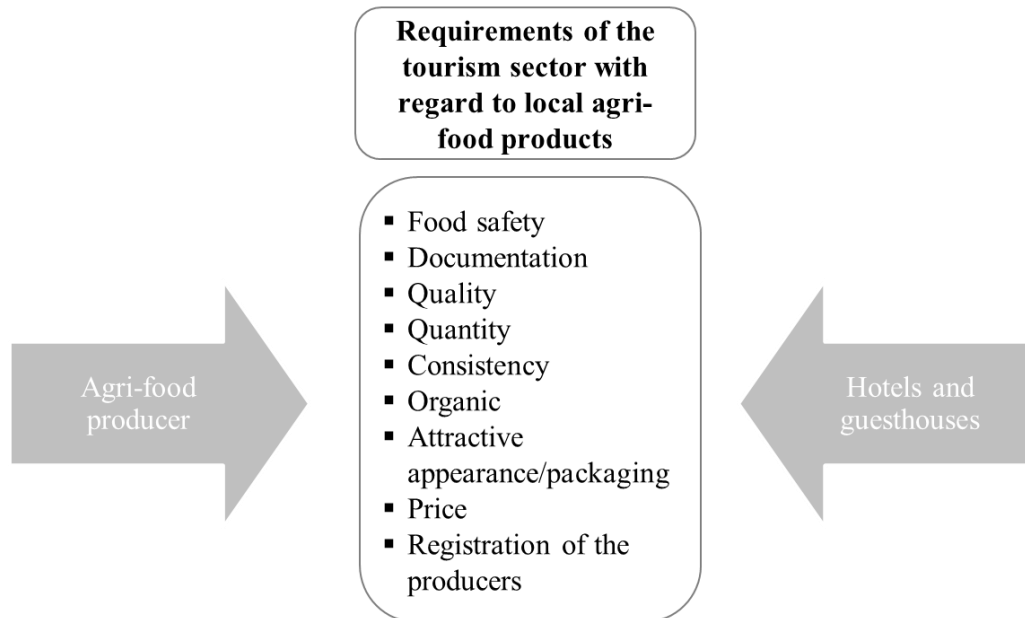 Requirements of the
tourism sector with
regard to local agri-
food products
▪ Food safety
▪ Documentation
▪ Quality
▪ Quantity
▪ Consistency
▪ Organic
▪ Attractive
appearance/packaging
▪ Price
▪ Registration of the
producers
Agri-food
producer
Hotels and
guesthouses